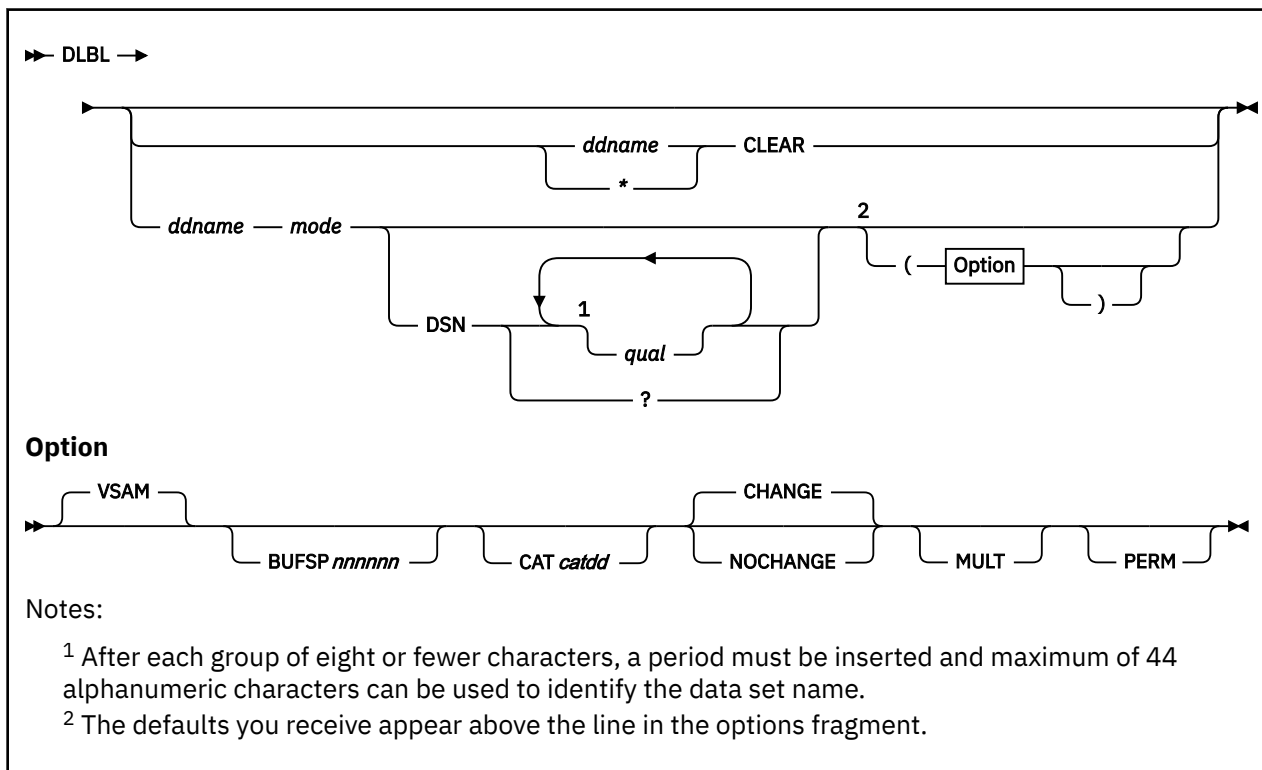 DLBL
ddname CLEAR
*
ddname mode 2
( Option
)
DSN 1
qual
?
Option
VSAM CHANGE
BUFSP nnnnnn CAT catdd NOCHANGE MULT PERM
Notes:
1 After each group of eight or fewer characters, a period must be inserted and maximum of 44
alphanumeric characters can be used to identify the data set name.
2 The defaults you receive appear above the line in the options fragment.